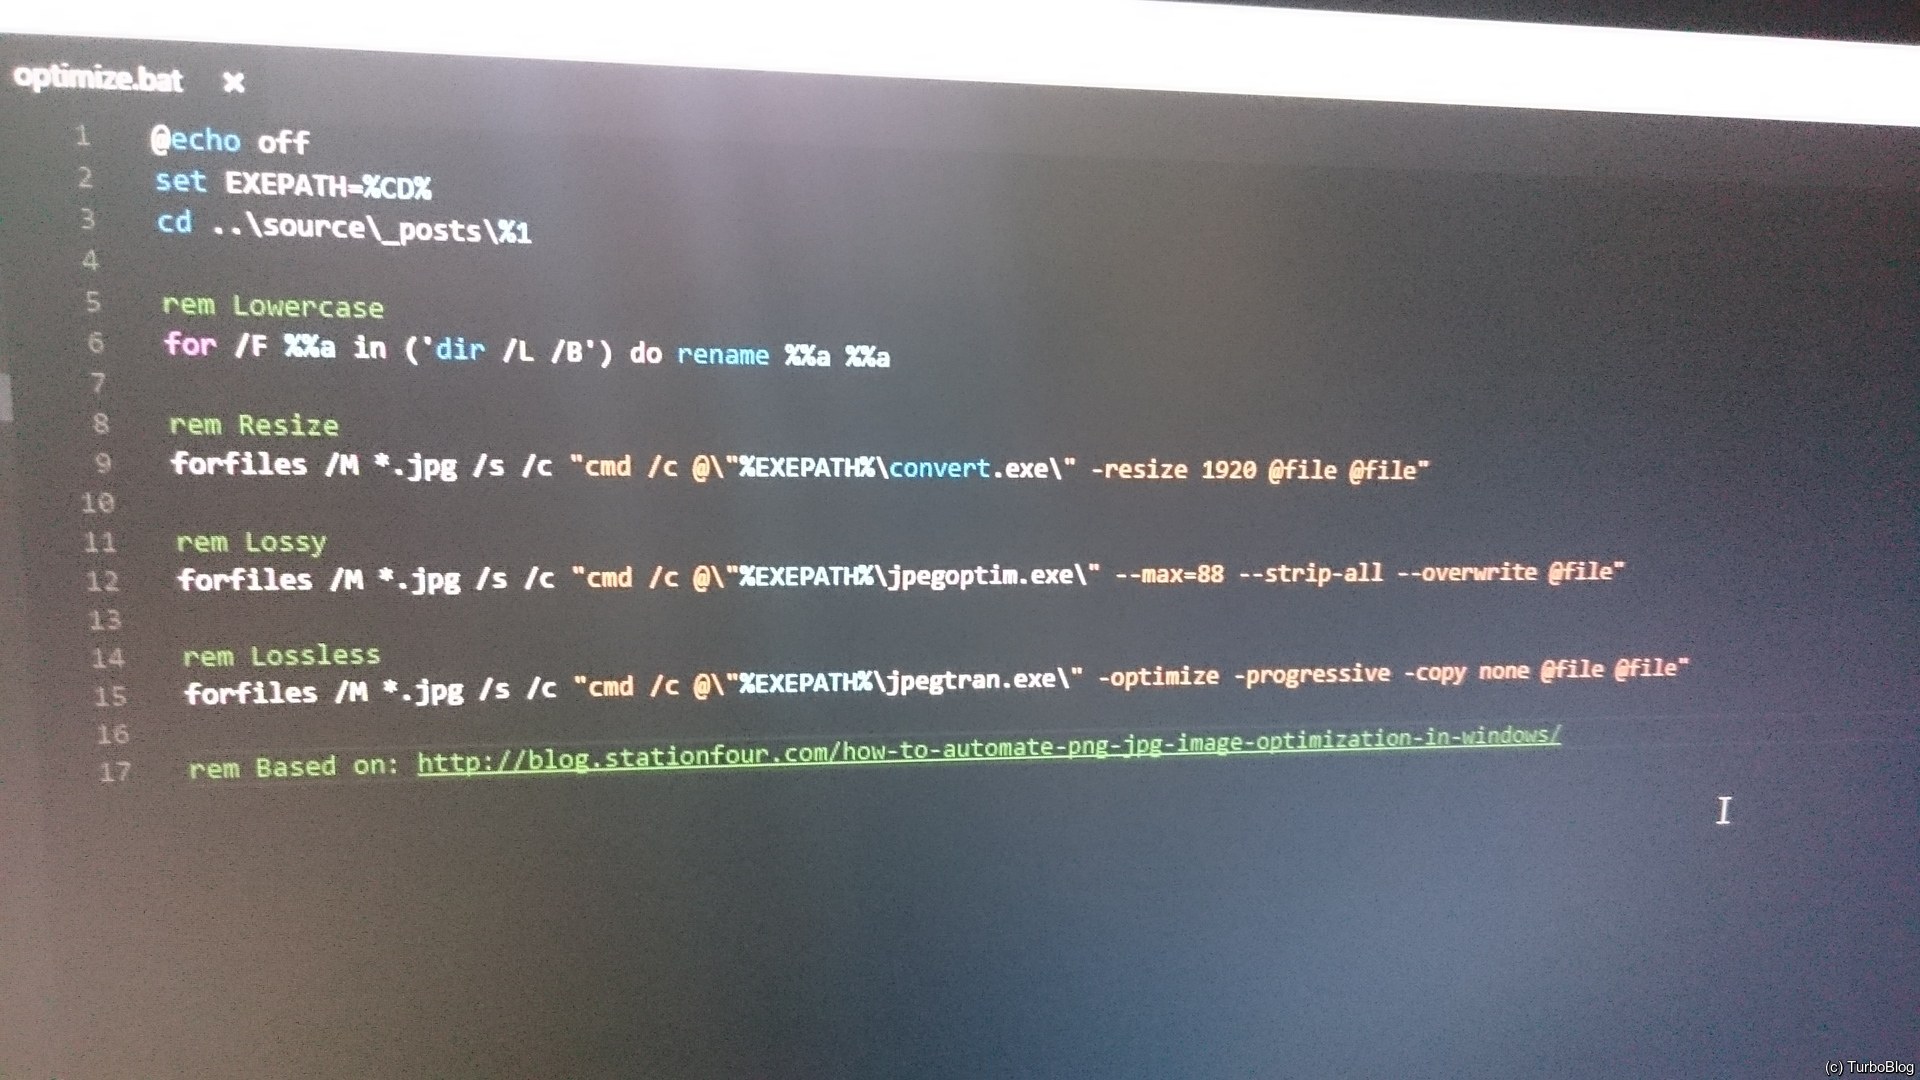 optimize.bat x
1 @echo off
2 set EXEPATH=%CD%
3 cd ..\source\_posts\%1
4
5 rem Lowercase
6 for /F %%a in ('dir /L /B') do rename %%a %%a
7
8 rem Resize
9 forfiles /M *.jpg /s /c "cmd /c @\"%EXEPATH%\convert.exe\" -resize 1920 @file @file"
10
11 rem Lossy
12 forfiles /M *.jpg /s /c "cmd /c @\"%EXEPATH%\jpegoptim.exe\" --max=88 --strip-all --overwrite @file"
13
14 rem Lossless
15 forfiles /M *.jpg /s /c "cmd /c @\"%EXEPATH%\jpegtran.exe\" -optimize -progressive -copy none @file @file"
16
17 rem Based on: http://blog.stationfour.com/how-to-automate-png-jpg-image-optimization-in-windows/
(c) TurboBlog